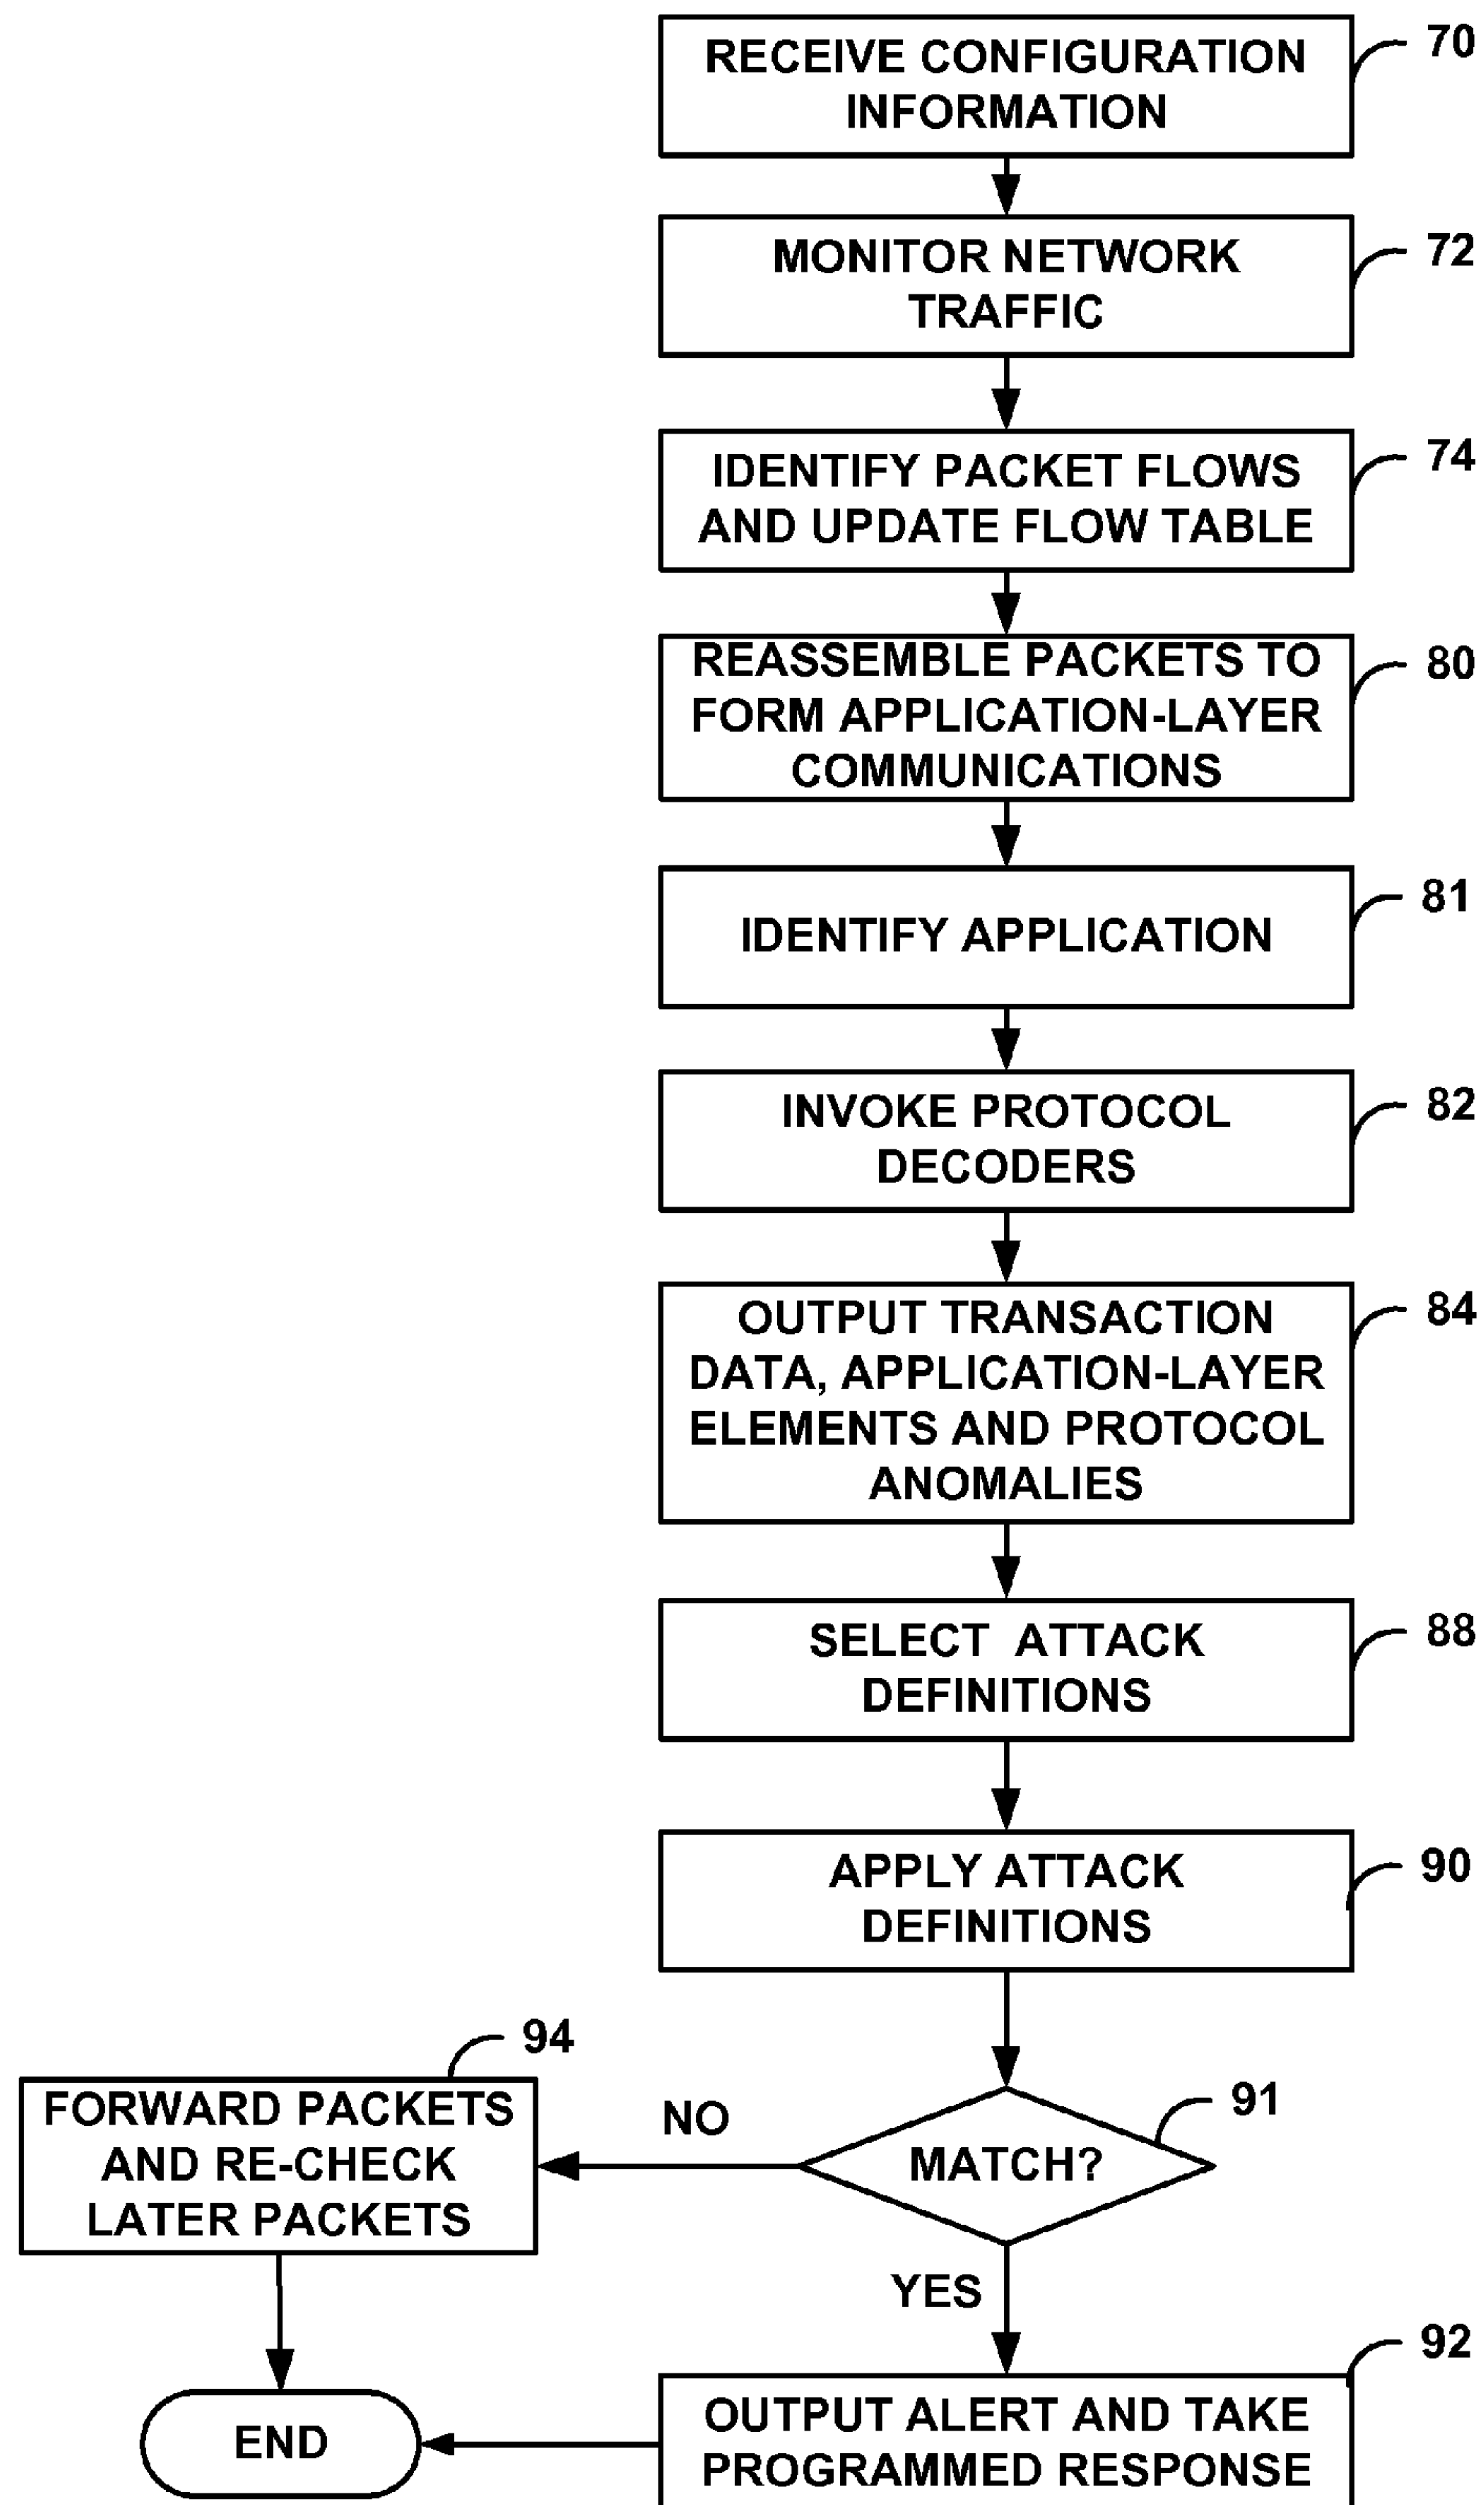 RECEIVE CONFIGURATION
INFORMATION
70
MONITOR NETWORK
TRAFFIC
72
IDENTIFY PACKET FLOWS
AND UPDATE FLOW TABLE
74
REASSEMBLE PACKETS TO
FORM APPLICATION-LAYER
COMMUNICATIONS
80
IDENTIFY APPLICATION
81
INVOKE PROTOCOL
DECODERS
82
OUTPUT TRANSACTION
DATA, APPLICATION-LAYER
ELEMENTS AND PROTOCOL
ANOMALIES
84
SELECT ATTACK
DEFINITIONS
88
APPLY ATTACK
DEFINITIONS
90
MATCH?
91
NO
94
FORWARD PACKETS
AND RE-CHECK
LATER PACKETS
YES
92
OUTPUT ALERT AND TAKE
PROGRAMMED RESPONSE
END